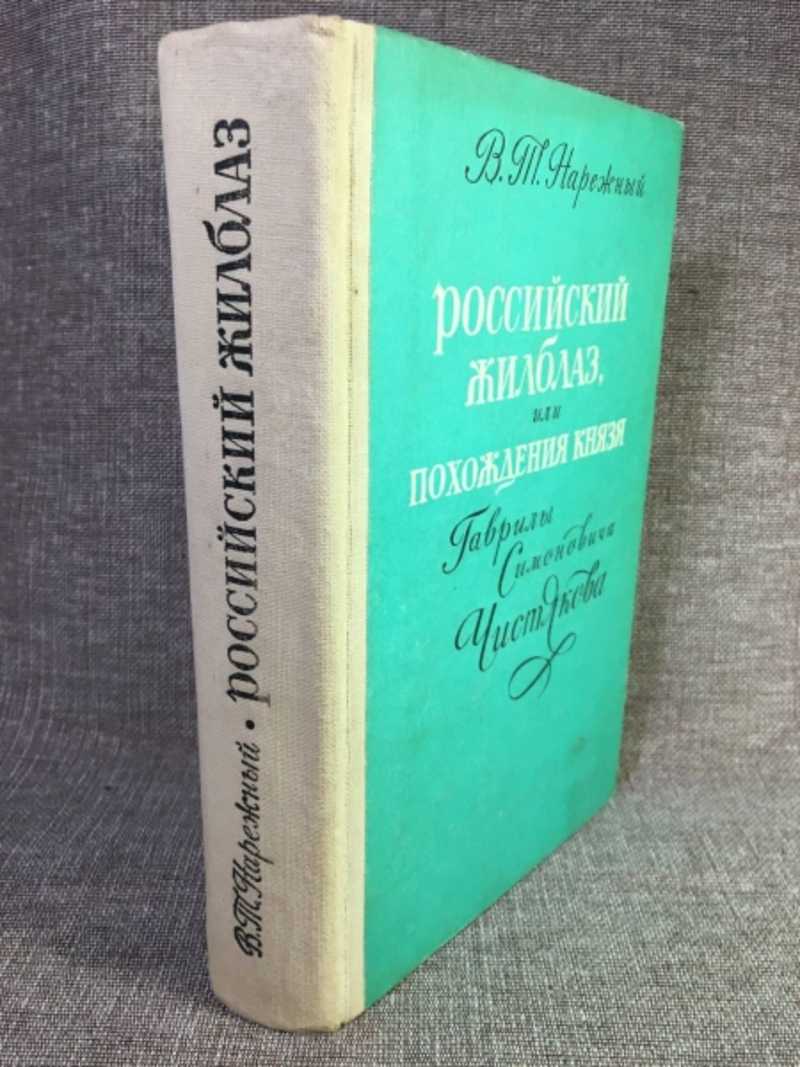 В.Т. Нарежный • РОССИЙСКИЙ ЖИЛБЛАЗ
В. Т. Нарежный
РОССИЙСКИЙ
ЖИЛБЛАЗ,
или
ПОХОЖДЕНИЯ КНЯЗЯ
Гаврилы
Симоновича
Чистякова